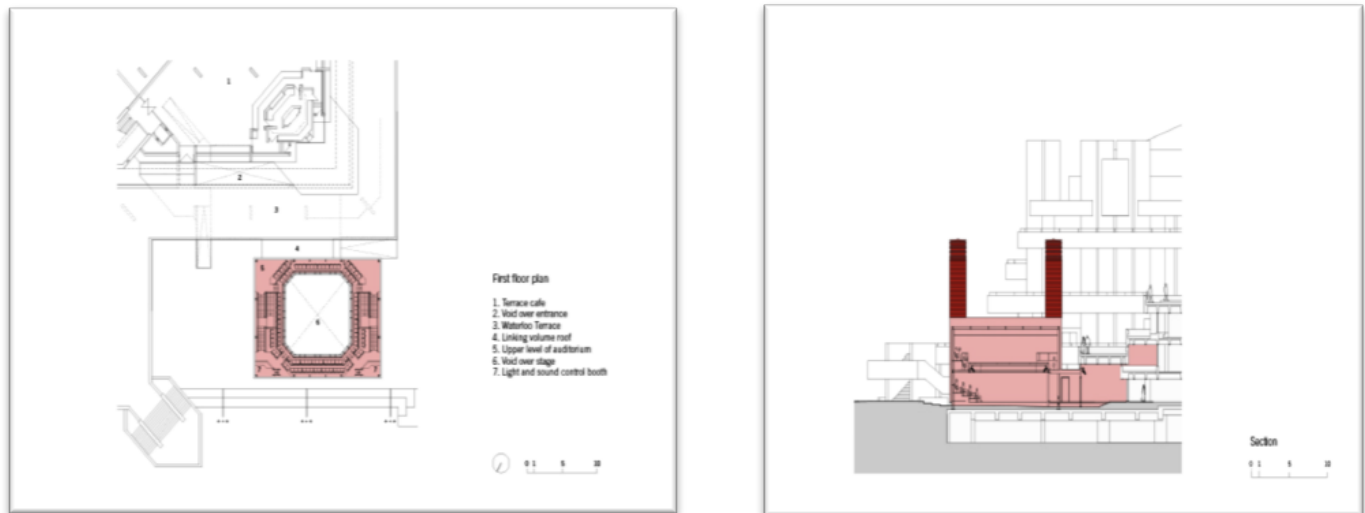 1
2
3
4
5
6
7
7
First floor plan
1. Terrace cafe
2. Void over entrance
3. Waterloo Terrace
4. Linking volume roof
5. Upper level of auditorium
6. Void over stage
7. Light and sound control booth
0 1 5 10
Section
0 1 5 10